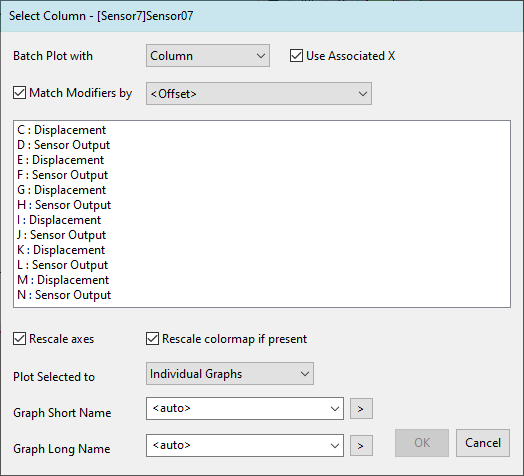 Select Column - [Sensor7]Sensor07
Batch Plot with Column Use Associated X
Match Modifiers by <Offset>
C : Displacement
D : Sensor Output
E : Displacement
F : Sensor Output
G : Displacement
H : Sensor Output
I : Displacement
J : Sensor Output
K : Displacement
L : Sensor Output
M : Displacement
N : Sensor Output
Rescale axes Rescale colormap if present
Plot Selected to Individual Graphs
Graph Short Name <auto> >
Graph Long Name <auto> > OK Cancel